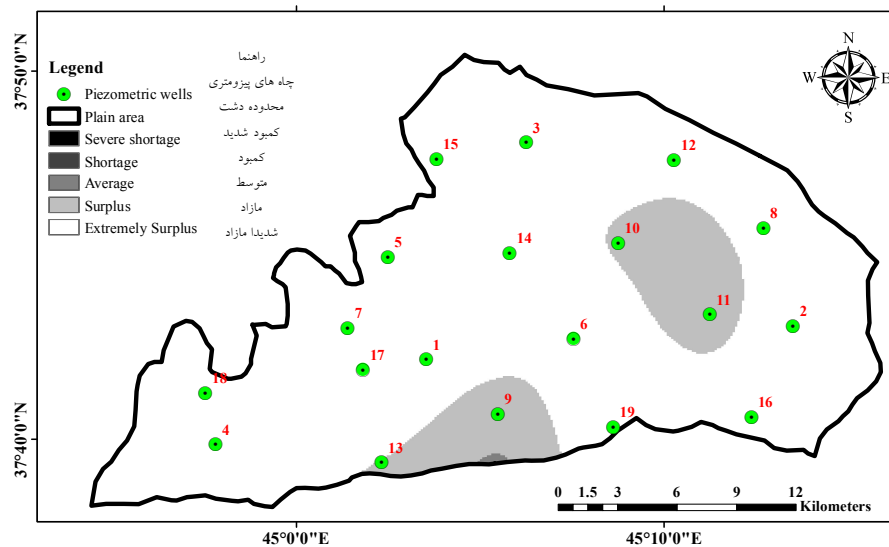 37°50'0"N
37°40'0"N
Legend
Piezometric wells
Plain area
Severe shortage
Shortage
Average
Surplus
Extremely Surplus
راهنما
چاه های پیزومتری
محدوده دشت
کمبود شدید
کمبود
متوسط
مازاد
شدیدا مازاد
N
W E
S
3
15
12
8
10
5
14
11
2
7
6
1
17
18
9
16
19
4
13
0 1.5 3 6 9 12
Kilometers
45°0'0"E
45°10'0"E